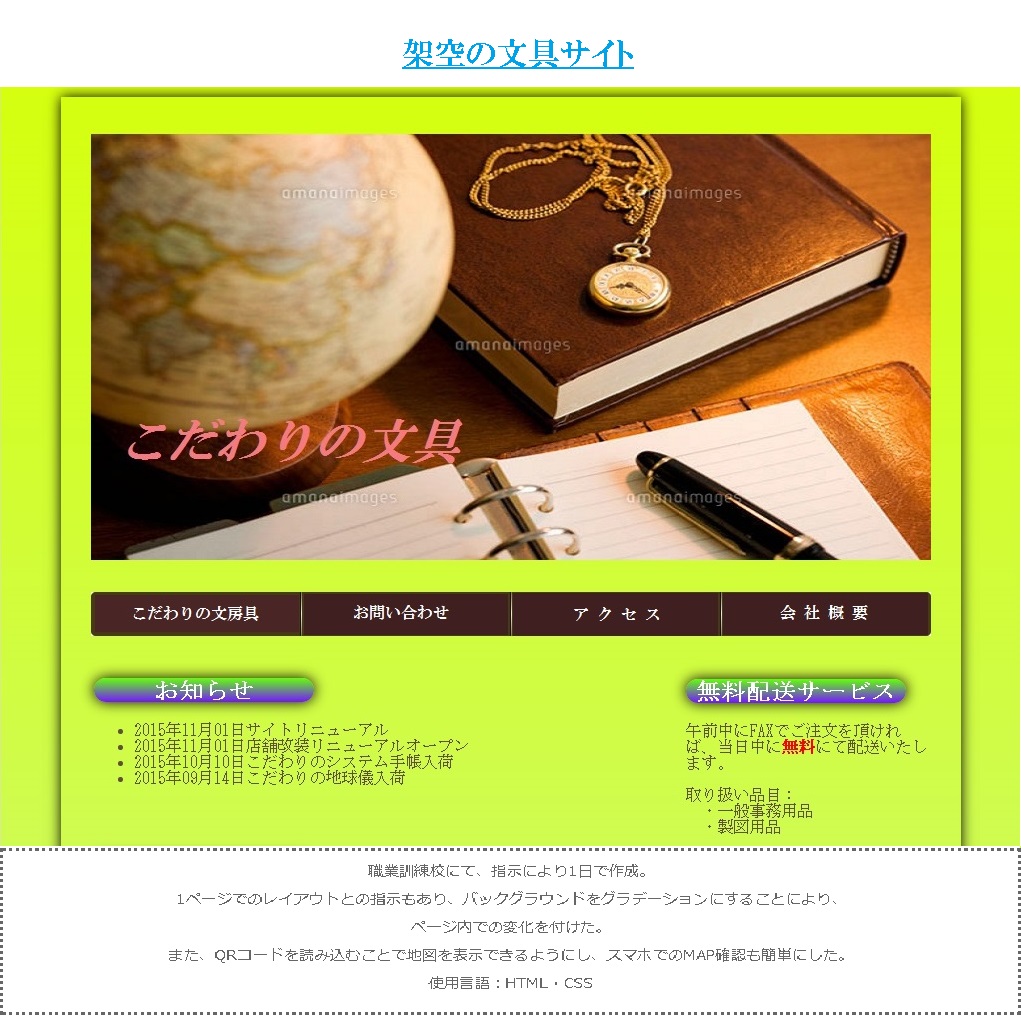 架空の文具サイト
amanaimages
amanaimages
amanaimages
こだわりの文具
amanaimages
amanaimages
こだわりの文房具
お問い合わせ
アクセス
会社概要
お知らせ
2015年11月01日サイトリニューアル
2015年11月01日店舗改装リニューアルオープン
2015年10月10日こだわりのシステム手帳入荷
2015年09月14日こだわりの地球儀入荷
無料配送サービス
午前中にFAXでご注文を頂けれ
ば、当日中に無料にて配送いたし
ます。
取り扱い品目：
・一般事務用品
・製図用品
職業訓練校にて、指示により1日で作成。
1ページでのレイアウトとの指示もあり、バックグラウンドをグラデーションにすることにより、
ページ内での変化を付けた。
また、QRコードを読み込むことで地図を表示できるようにし、スマホでのMAP確認も簡単にした。
使用言語：HTML・CSS